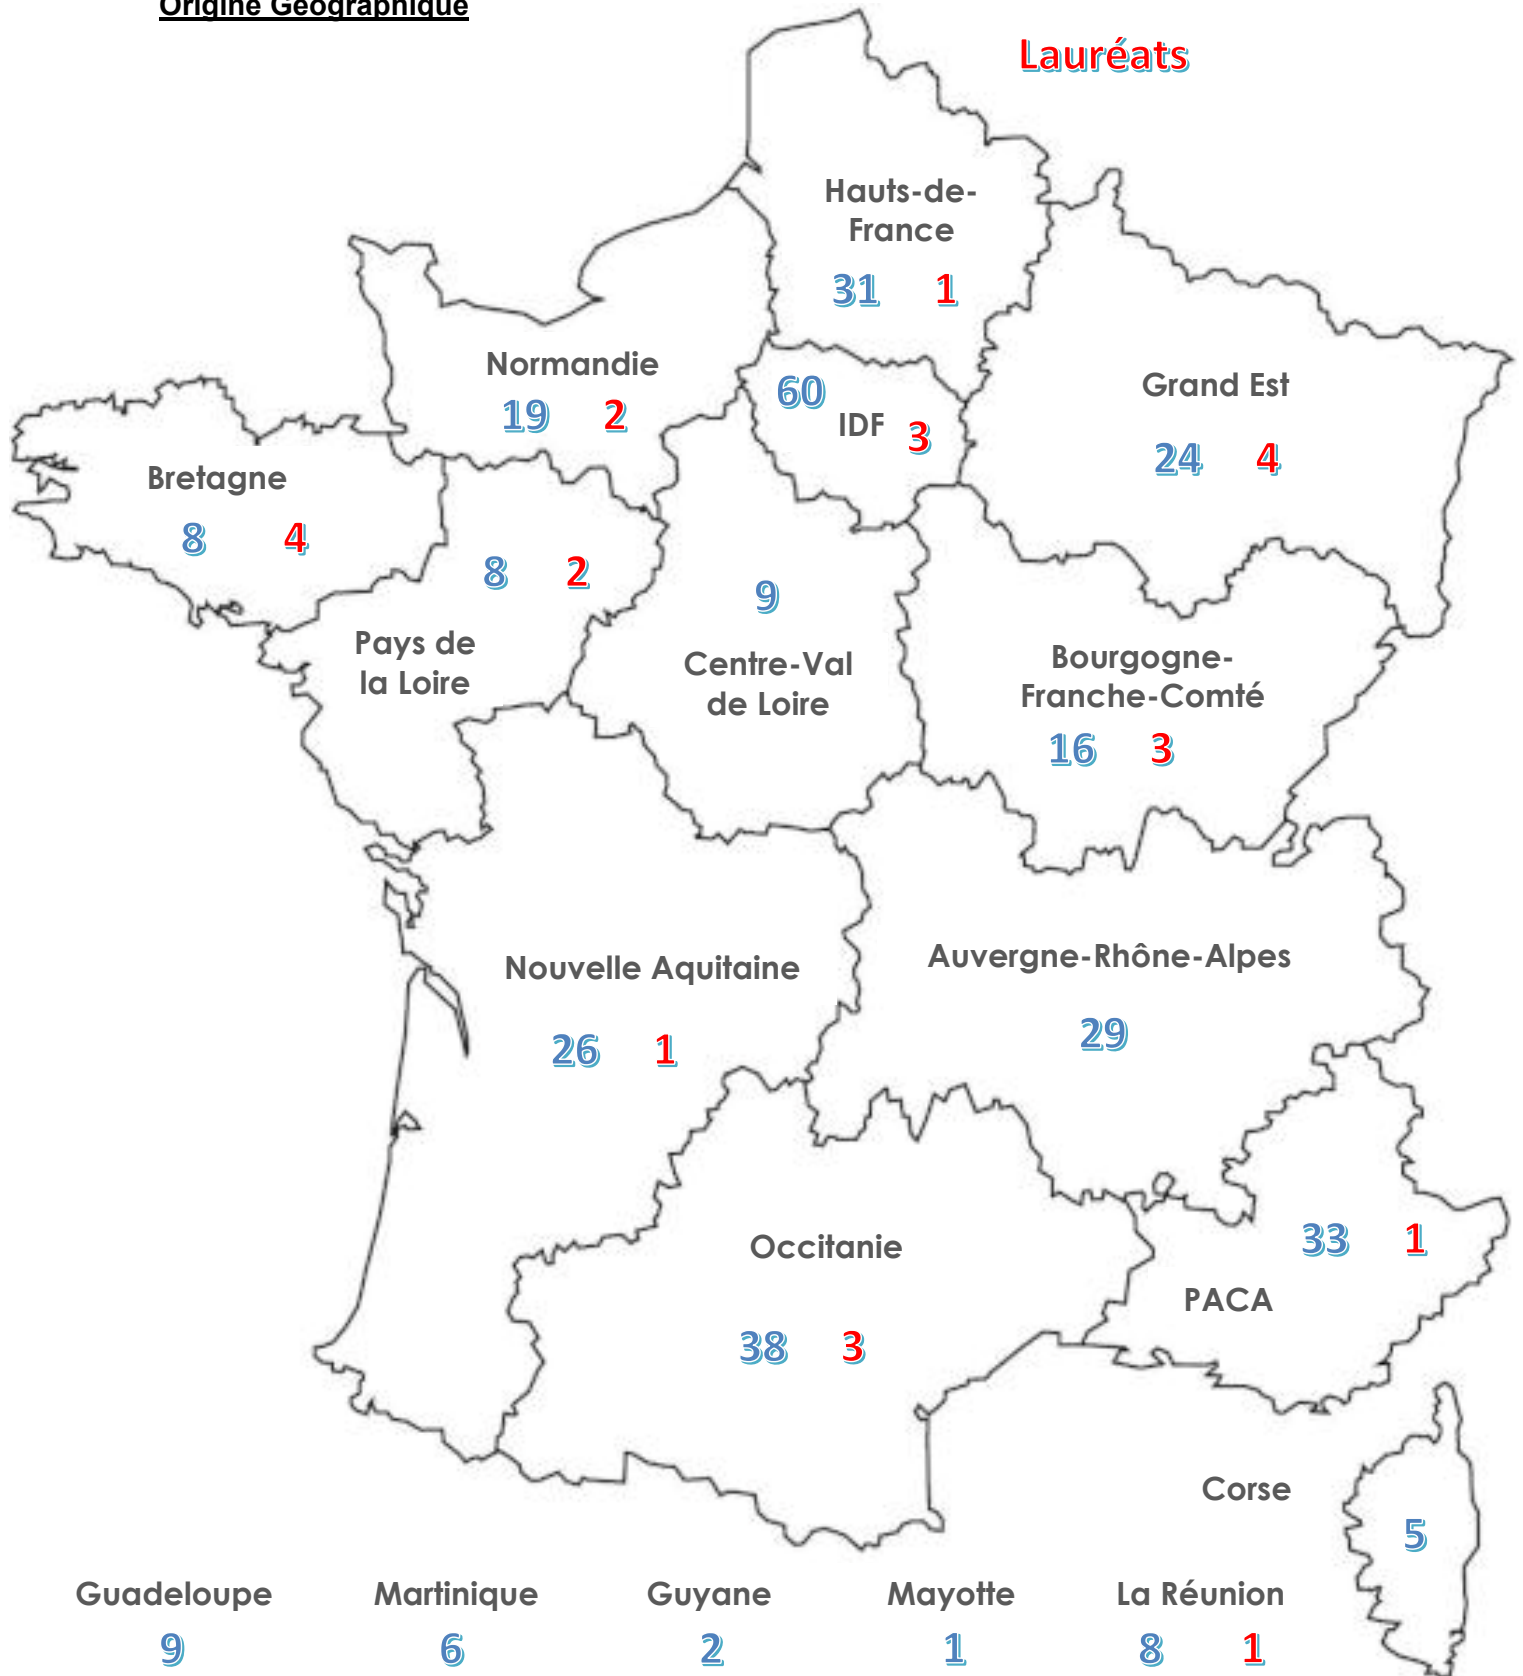 Origine Géographique
Lauréats
Hauts-de-
France
31 1
Normandie
19 2
60
IDF 3
Grand Est
24 4
Bretagne
8 4
8 2
Pays de
la Loire
9
Centre-Val
de Loire
Bourgogne-
Franche-Comté
16 3
Nouvelle Aquitaine
26 1
Auvergne-Rhône-Alpes
29
Occitanie
38 3
33 1
PACA
Corse
5
Guadeloupe Martinique Guyane Mayotte La Réunion
9 6 2 1 8 1